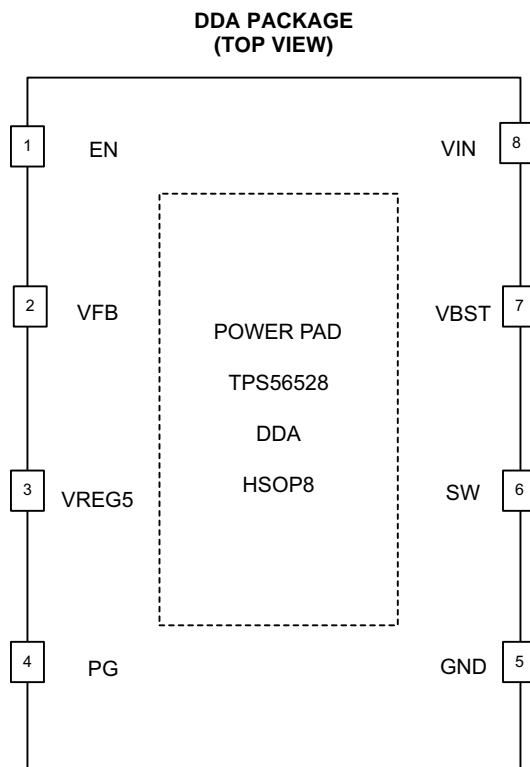 DDA PACKAGE
(TOP VIEW)
1 EN VIN 8
2 VFB VBST 7
POWER PAD
TPS56528
DDA
HSOP8
3 VREG5 SW 6
4 PG GND 5